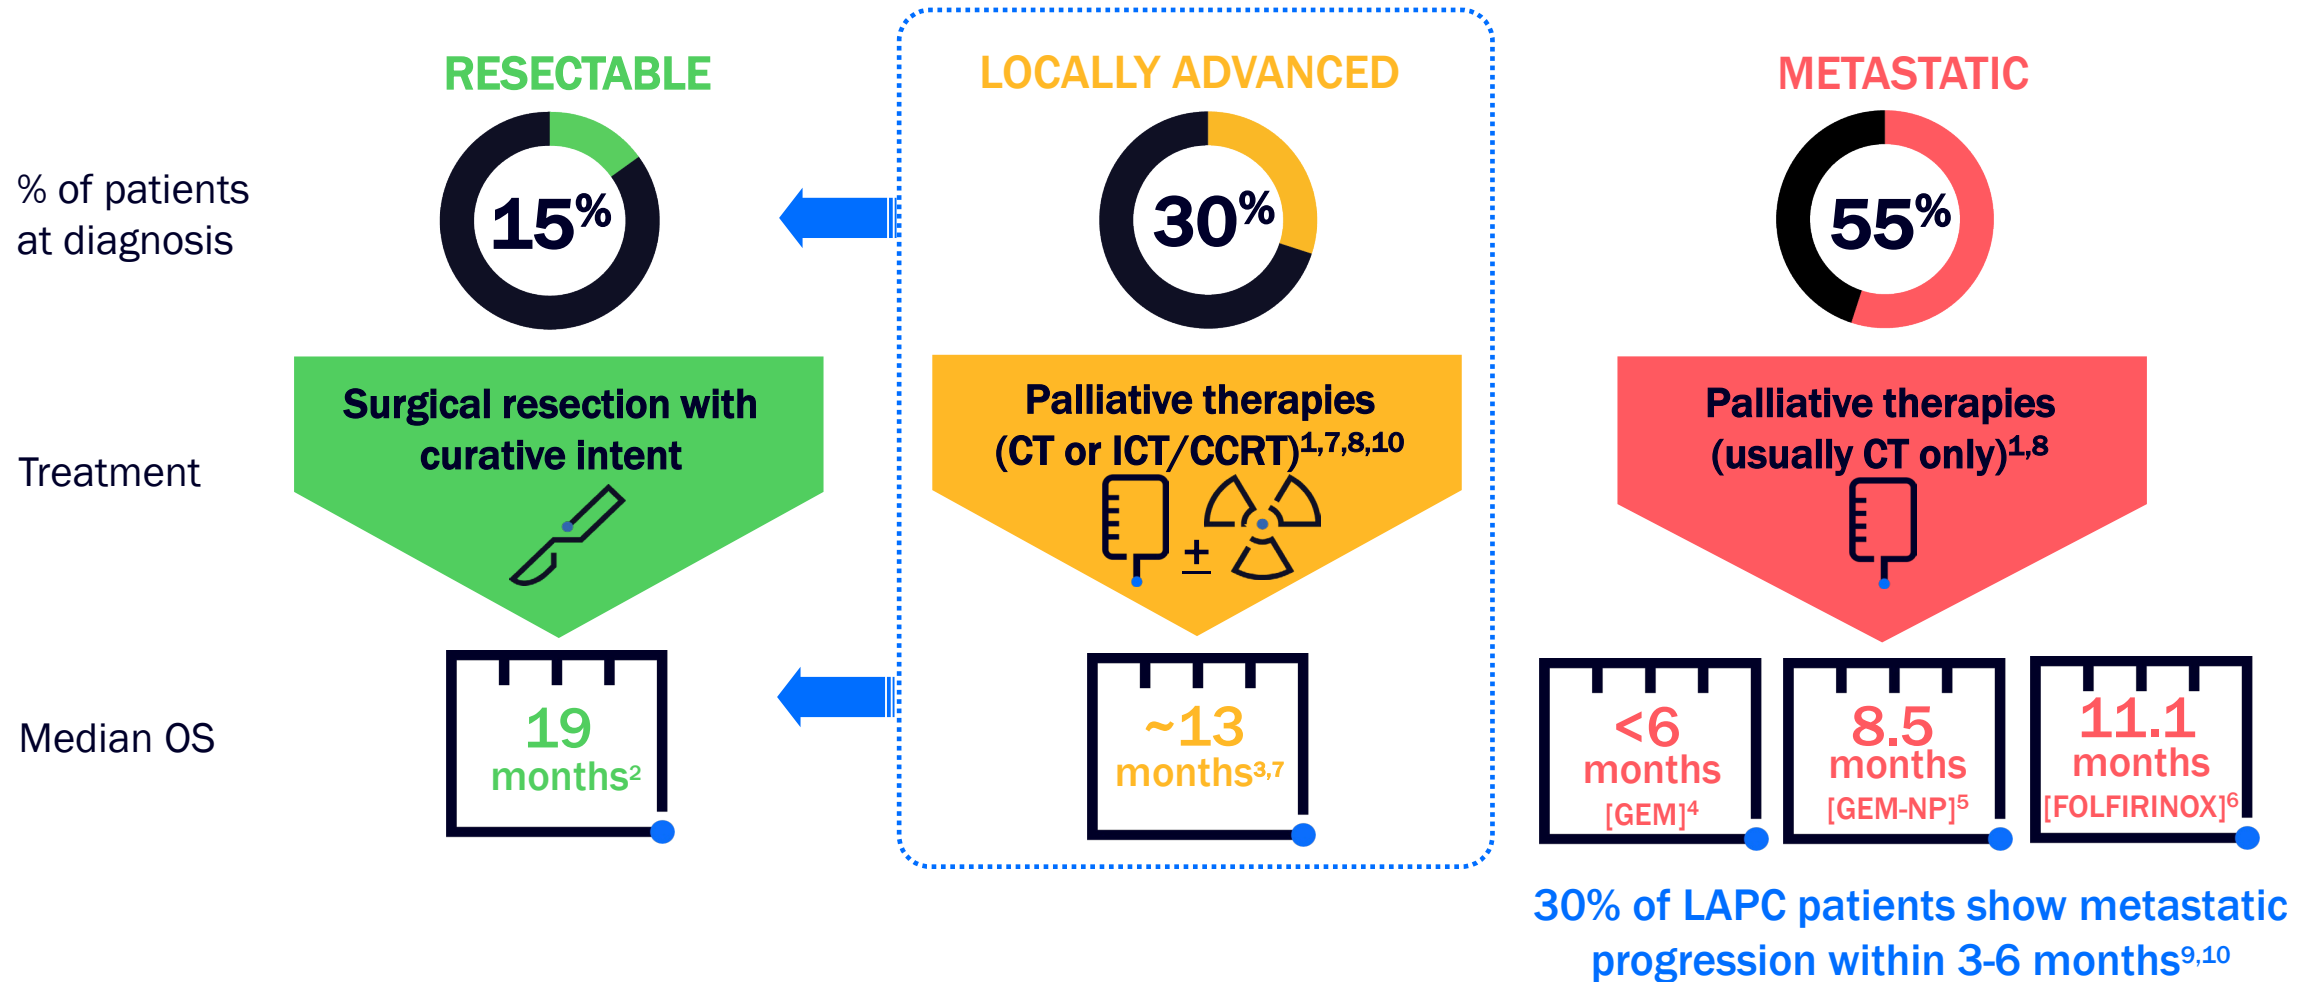 RESECTABLE
LOCALLY ADVANCED
METASTATIC
% of patients
at diagnosis
15%
30%
55%
Treatment
Surgical resection with
curative intent
Palliative therapies
(CT or ICT/CCRT)1,7,8,10
±
Palliative therapies
(usually CT only)1,8
Median OS
19
months2
~13
months3,7
<6
months
[GEM]4
8.5
months
[GEM-NP]5
11.1
months
[FOLFIRINOX]6
30% of LAPC patients show metastatic
progression within 3-6 months9,10